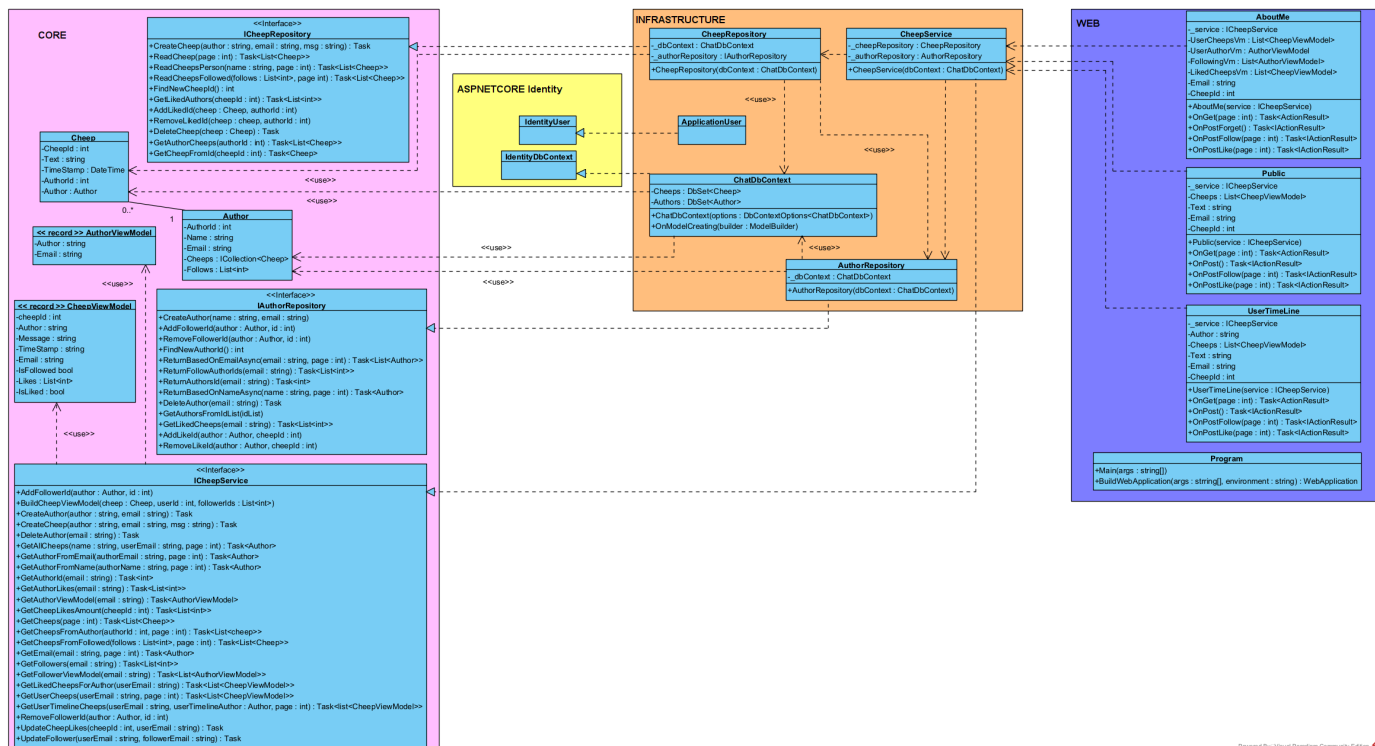 CORE
<<Interface>>
ICheepRepository
+CreateCheep(author : string, email : string, msg : string) : Task
+ReadCheep(page : int) : Task<List<Cheep>>
+ReadCheepsPerson(name : string, page : int) : Task<List<Cheep>>
+ReadCheepsFollowed(follows : List<int>, page int) : Task<List<Cheep>>
+FindNewCheepId() : int
+GetLikedAuthors(cheepId : int) : Task<List<int>>
+AddLikedId(cheep : Cheep, authorId : int)
+RemoveLikedId(cheep : cheep, authorId : int)
+DeleteCheep(cheep : Cheep) : Task
+GetAuthorCheeps(authorId : int) : Task<List<Cheep>>
+GetCheepFromId(cheepId : int) : Task<Cheep>
Cheep
-CheepId : int
-Text : string
-TimeStamp : DateTime
-AuthorId : int
-Author : Author
0..*
1
Author
-AuthorId : int
-Name : string
-Email : string
-Cheeps : ICollection<Cheep>
-Follows : List<int>
<< record >> AuthorViewModel
-Author : string
-Email : string
<<use>>
<< record >> CheepViewModel
-cheepId : int
-Author : string
-Message : string
-TimeStamp : string
-Email : string
-IsFollowed bool
-Likes : List<int>
-IsLiked : bool
<<use>>
<<Interface>>
IAuthorRepository
+CreateAuthor(name : string, email : string)
+AddFollowerId(author : Author, id : int)
+RemoveFollowerId(author : Author, id : int)
+FindNewAuthorId() : int
+ReturnBasedOnEmailAsync(email : string, page : int) : Task<List<Author>>
+ReturnFollowAuthorIds(email : string) : Task<List<int>>
+ReturnAuthorsId(email : string) : Task<int>
+ReturnBasedOnNameAsync(name : string, page : int) : Task<Author>
+DeleteAuthor(email : string) : Task
+GetAuthorsFromIdList(idList)
+GetLikedCheeps(email : string) : Task<List<int>>
+AddLikeId(author : Author, cheepId : int)
+RemoveLikeId(author : Author, cheepId : int)
<<Interface>>
ICheepService
+AddFollowerId(author : Author, id : int)
+BuildCheepViewModel(cheep : Cheep, userId : int, followerIds : List<int>)
+CreateAuthor(author : string, email : string) : Task
+CreateCheep(author : string, email : string, msg : string) : Task
+DeleteAuthor(email : string) : Task
+GetAllCheeps(name : string, userEmail : string, page : int) : Task<Author>
+GetAuthorFromEmail(authorEmail : string, page : int) : Task<Author>
+GetAuthorFromName(authorName : string, page : int) : Task<Author>
+GetAuthorId(email : string) : Task<int>
+GetAuthorLikes(email : string) : Task<List<int>>
+GetAuthorViewModel(email : string) : Task<AuthorViewModel>
+GetCheepLikesAmount(cheepId : int) : Task<List<int>>
+GetCheeps(page : int) : Task<List<Cheep>>
+GetCheepsFromAuthor(authorId : int, page : int) : Task<List<cheep>>
+GetCheepsFromFollowed(follows : List<int>, page : int) : Task<List<Cheep>>
+GetEmail(email : string, page : int) : Task<Author>
+GetFollowers(email : string) : Task<List<int>>
+GetFollowerViewModel(email : string) : Task<List<AuthorViewModel>>
+GetLikedCheepsForAuthor(userEmail : string) : Task<List<CheepViewModel>>
+GetUserCheeps(userEmail : string, page : int) : Task<List<CheepViewModel>>
+GetUserTimelineCheeps(userEmail : string, userTimelineAuthor : Author, page : int) : Task<list<CheepViewModel>>
+RemoveFollowerId(author : Author, id : int)
+UpdateCheepLikes(cheepId : int, userEmail : string) : Task
+UpdateFollower(userEmail : string, followerEmail : string) : Task
<<use>>
<<use>>
<<use>>
<<use>>
ASPNETCORE Identity
IdentityUser
IdentityDbContext
INFRASTRUCTURE
CheepRepository
-_dbContext : ChatDbContext
-_authorRepository : IAuthorRepository
+CheepRepository(dbContext : ChatDbContext)
CheepService
-_cheepRepository : CheepRepository
-_authorRepository : AuthorRepository
+CheepService(dbContext : ChatDbContext)
<<use>>
ApplicationUser
<<use>>
ChatDbContext
-Cheeps : DbSet<Cheep>
-Authors : DbSet<Author>
+ChatDbContext(options : DbContextOptions<ChatDbContext>)
+OnModelCreating(builder : ModelBuilder)
<<use>>
AuthorRepository
-_dbContext : ChatDbContext
+AuthorRepository(dbContext : ChatDbContext)
WEB
AboutMe
-_service : ICheepService
-UserCheepsVm : List<CheepViewModel>
-UserAuthorVm : AuthorViewModel
-FollowingVm : List<AuthorViewModel>
-LikedCheepsVm : List<CheepViewModel>
-Email : string
-CheepId : int
+AboutMe(service : ICheepService)
+OnGet(page : int) : Task<ActionResult>
+OnPostForget() : Task<IActionResult>
+OnPostFollow(page : int) : Task<IActionResult>
+OnPostLike(page : int) : Task<IActionResult>
Public
-_service : ICheepService
-Cheeps : List<CheepViewModel>
-Text : string
-Email : string
-CheepId : int
+Public(service : ICheepService)
+OnGet(page : int) : Task<ActionResult>
+OnPost() : Task<IActionResult>
+OnPostFollow(page : int) : Task<IActionResult>
+OnPostLike(page : int) : Task<IActionResult>
UserTimeLine
-_service : ICheepService
-Author : string
-Cheeps : List<CheepViewModel>
-Text : string
-Email : string
-CheepId : int
+UserTimeLine(service : ICheepService)
+OnGet(page : int) : Task<ActionResult>
+OnPost() : Task<IActionResult>
+OnPostFollow(page : int) : Task<IActionResult>
+OnPostLike(page : int) : Task<IActionResult>
Program
+Main(args : string[])
+BuildWebApplication(args : strring[], environment : string) : WebApplication